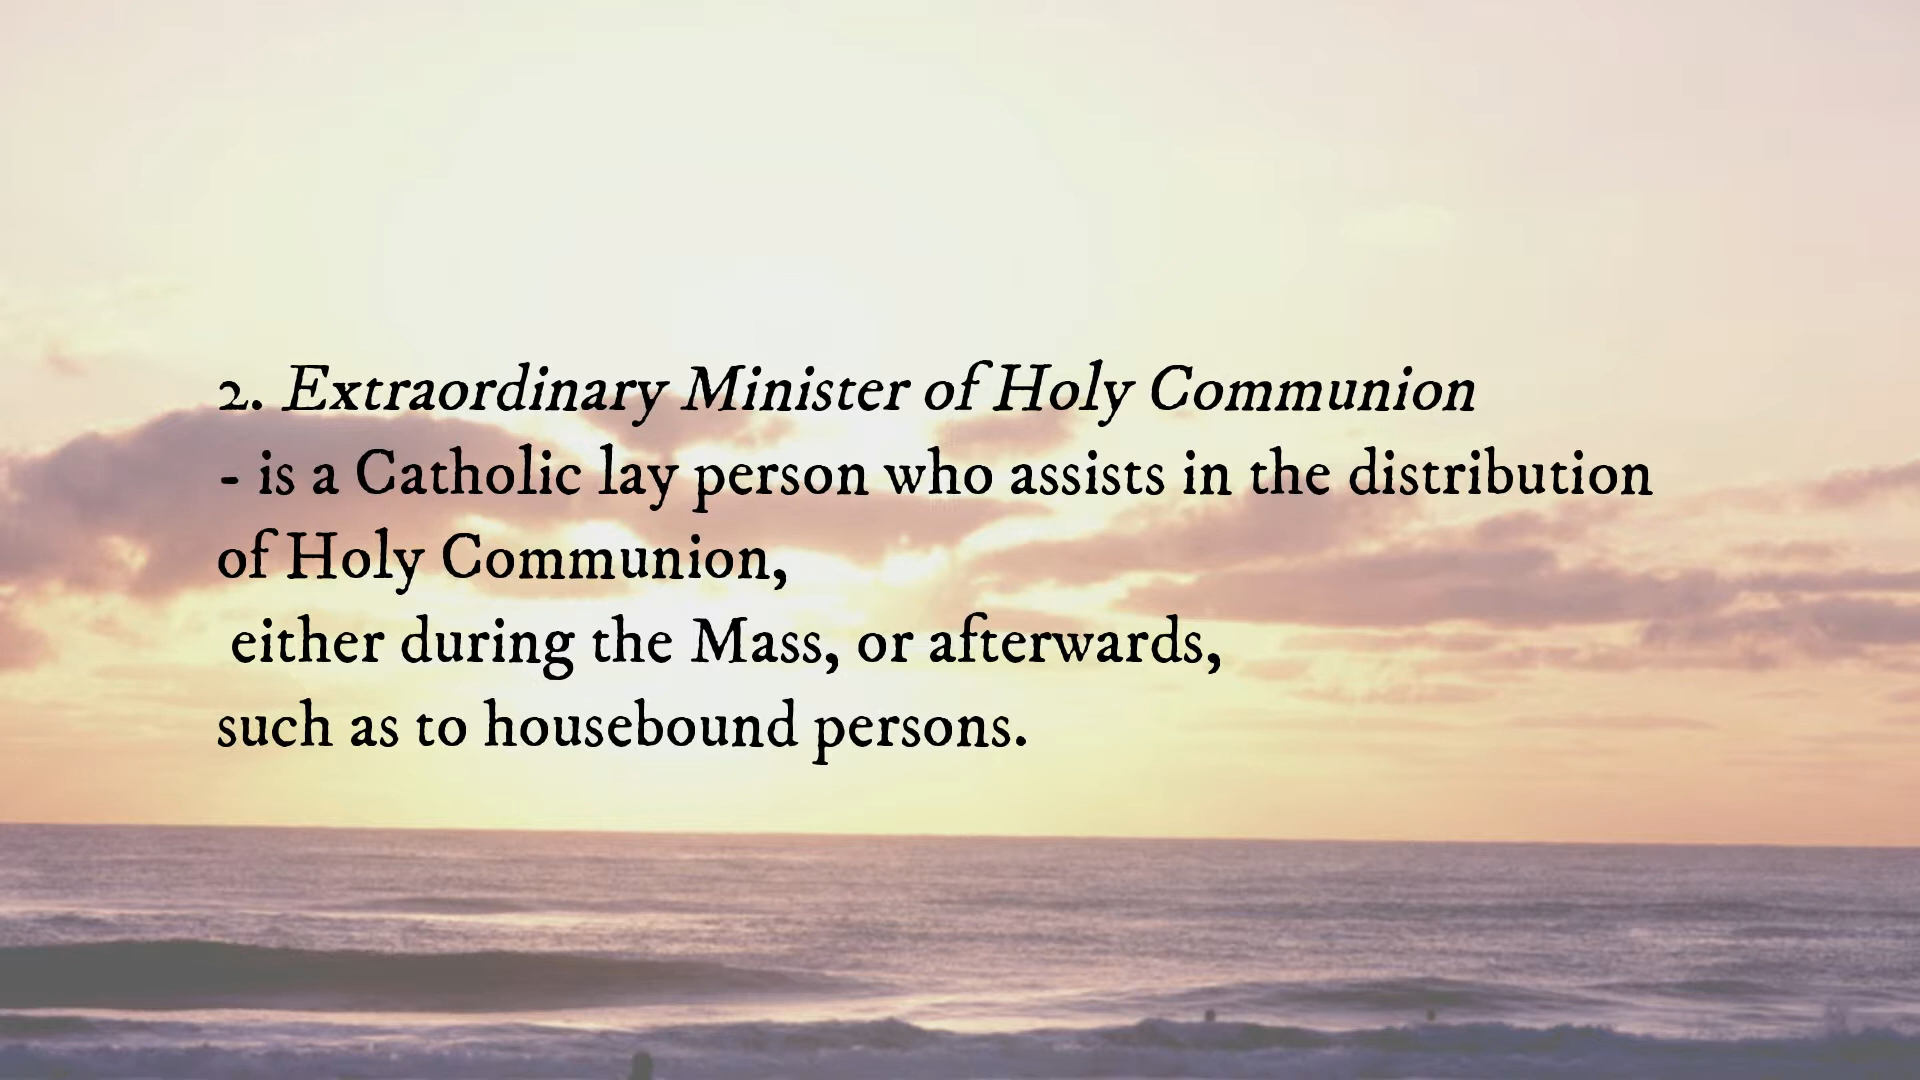 2. Extraordinary Minister of Holy Communion
- is a Catholic lay person who assists in the distribution
of Holy Communion,
either during the Mass, or afterwards,
such as to housebound persons.